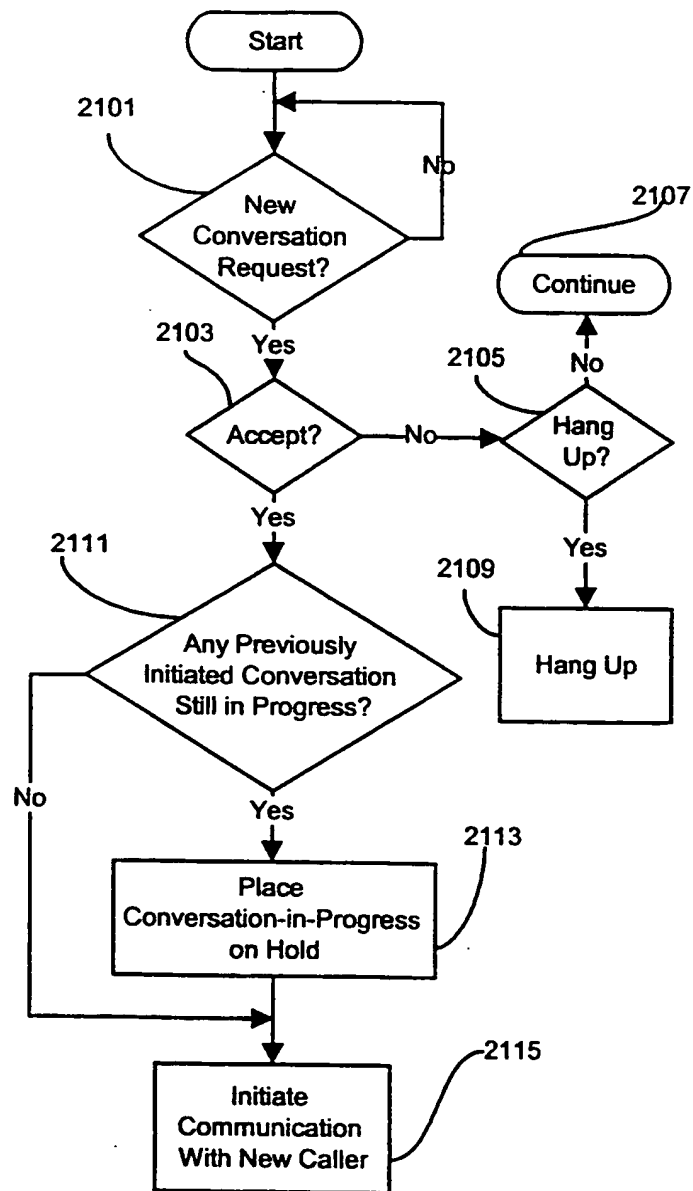 Start
2101
No
New
Conversation
Request?
2107
Continue
Yes
2103
2105
No
Accept?
No
Hang
Up?
Yes
Yes
2111
2109
Any Previously
Initiated Conversation
Still in Progress?
Hang Up
No
Yes
2113
Place
Conversation-in-Progress
on Hold
2115
Initiate
Communication
With New Caller